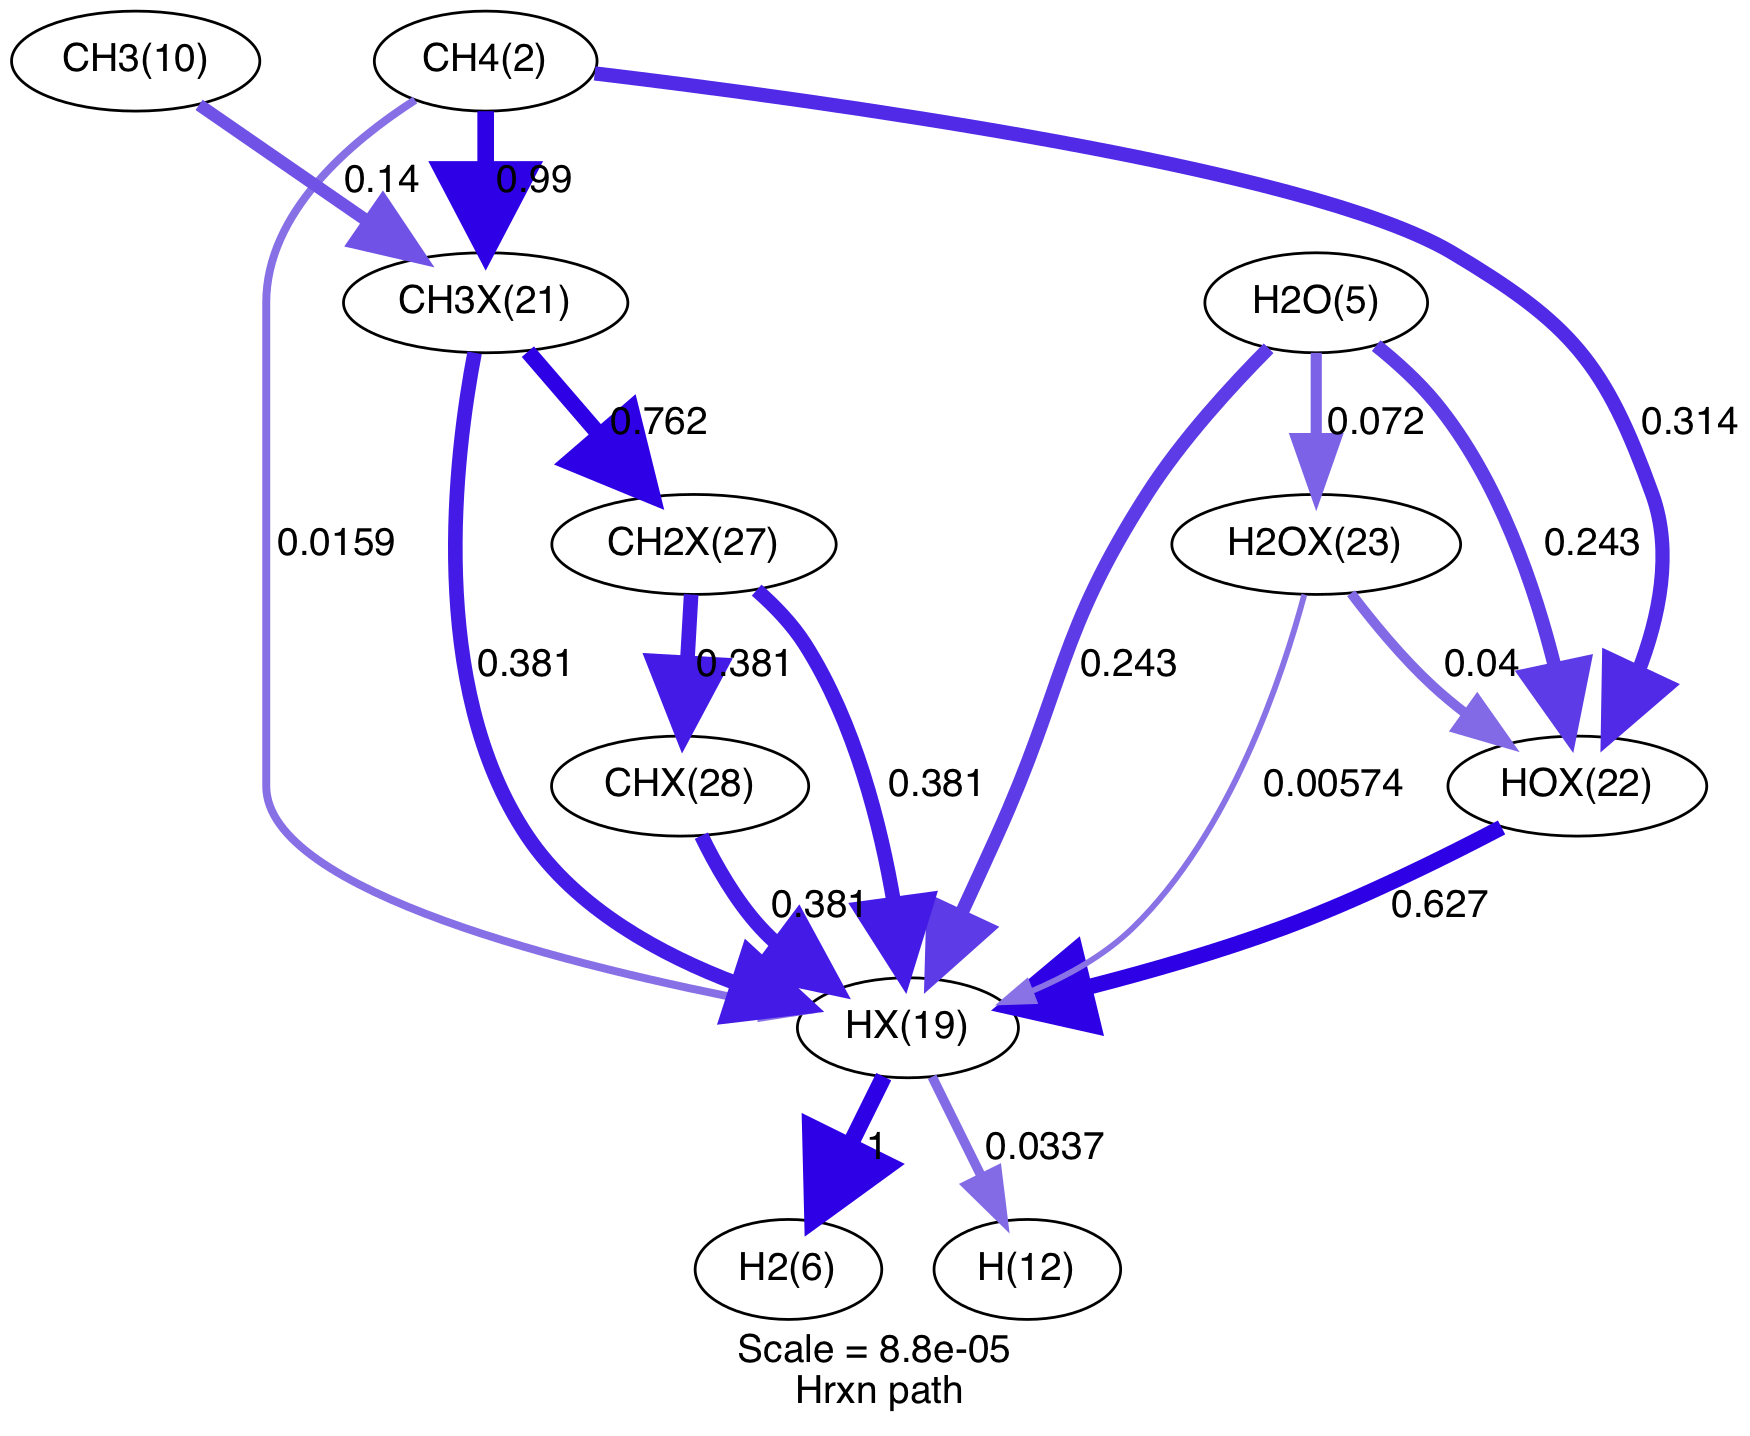 CH3(10)
CH4(2)
0.14
0.99
CH3X(21)
H2O(5)
0.762
0.072
0.314
0.0159
CH2X(27)
H2OX(23)
0.243
0.381
0.381
0.243
0.04
CHX(28)
0.381
0.00574
HOX(22)
0.381
0.627
HX(19)
1
0.0337
H2(6)
H(12)
Scale = 8.8e-05
Hrxn path